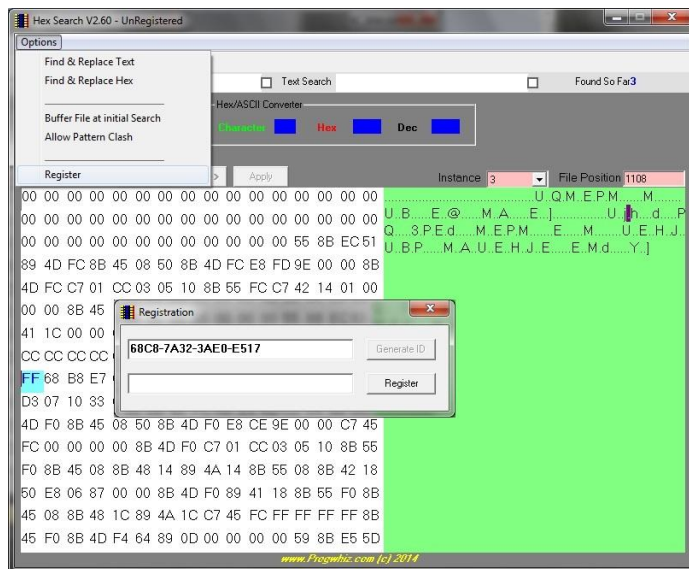 Hex Search V2.60 - UnRegistered
Options
Find & Replace Text
Find & Replace Hex
Text Search
Found So Far3
Hex/ASCII Converter
Buffer File at initial Search
Allow Pattern Clash
Character
Hex
Dec
Register
> Apply
Instance 3
File Position 1108
00 00 00 00 00 00 00 00 00 00 00 00 00 00 00 00
00 00 00 00 00 00 00 00 00 00 00 00 00 00 00 00
00 00 00 00 00 00 00 00 00 00 00 00 55 8B EC 51
89 4D FC 8B 45 08 50 8B 4D FC E8 FD 9E 00 00 8B
4D FC C7 01 CC 03 05 10 8B 55 FC C7 42 14 01 00
00 00 8B 45
41 1C 00 00
CC CC CC CC
FF 68 B8 E7
D3 07 10 33
4D F0 8B 45 08 50 8B 4D F0 E8 CE 9E 00 00 C7 45
FC 00 00 00 00 8B 4D F0 C7 01 CC 03 05 10 8B 55
F0 8B 45 08 8B 48 14 89 4A 14 8B 55 08 8B 42 18
50 E8 06 87 00 00 8B 4D F0 89 41 18 8B 55 F0 8B
45 08 8B 48 1C 89 4A 1C C7 45 FC FF FF FF FF 8B
45 F0 8B 4D F4 64 89 0D 00 00 00 00 59 8B E5 5D
Registration
68C8-7A32-3AE0-E517
Generate ID
Register
www.Progwhiz.com (c) 2014